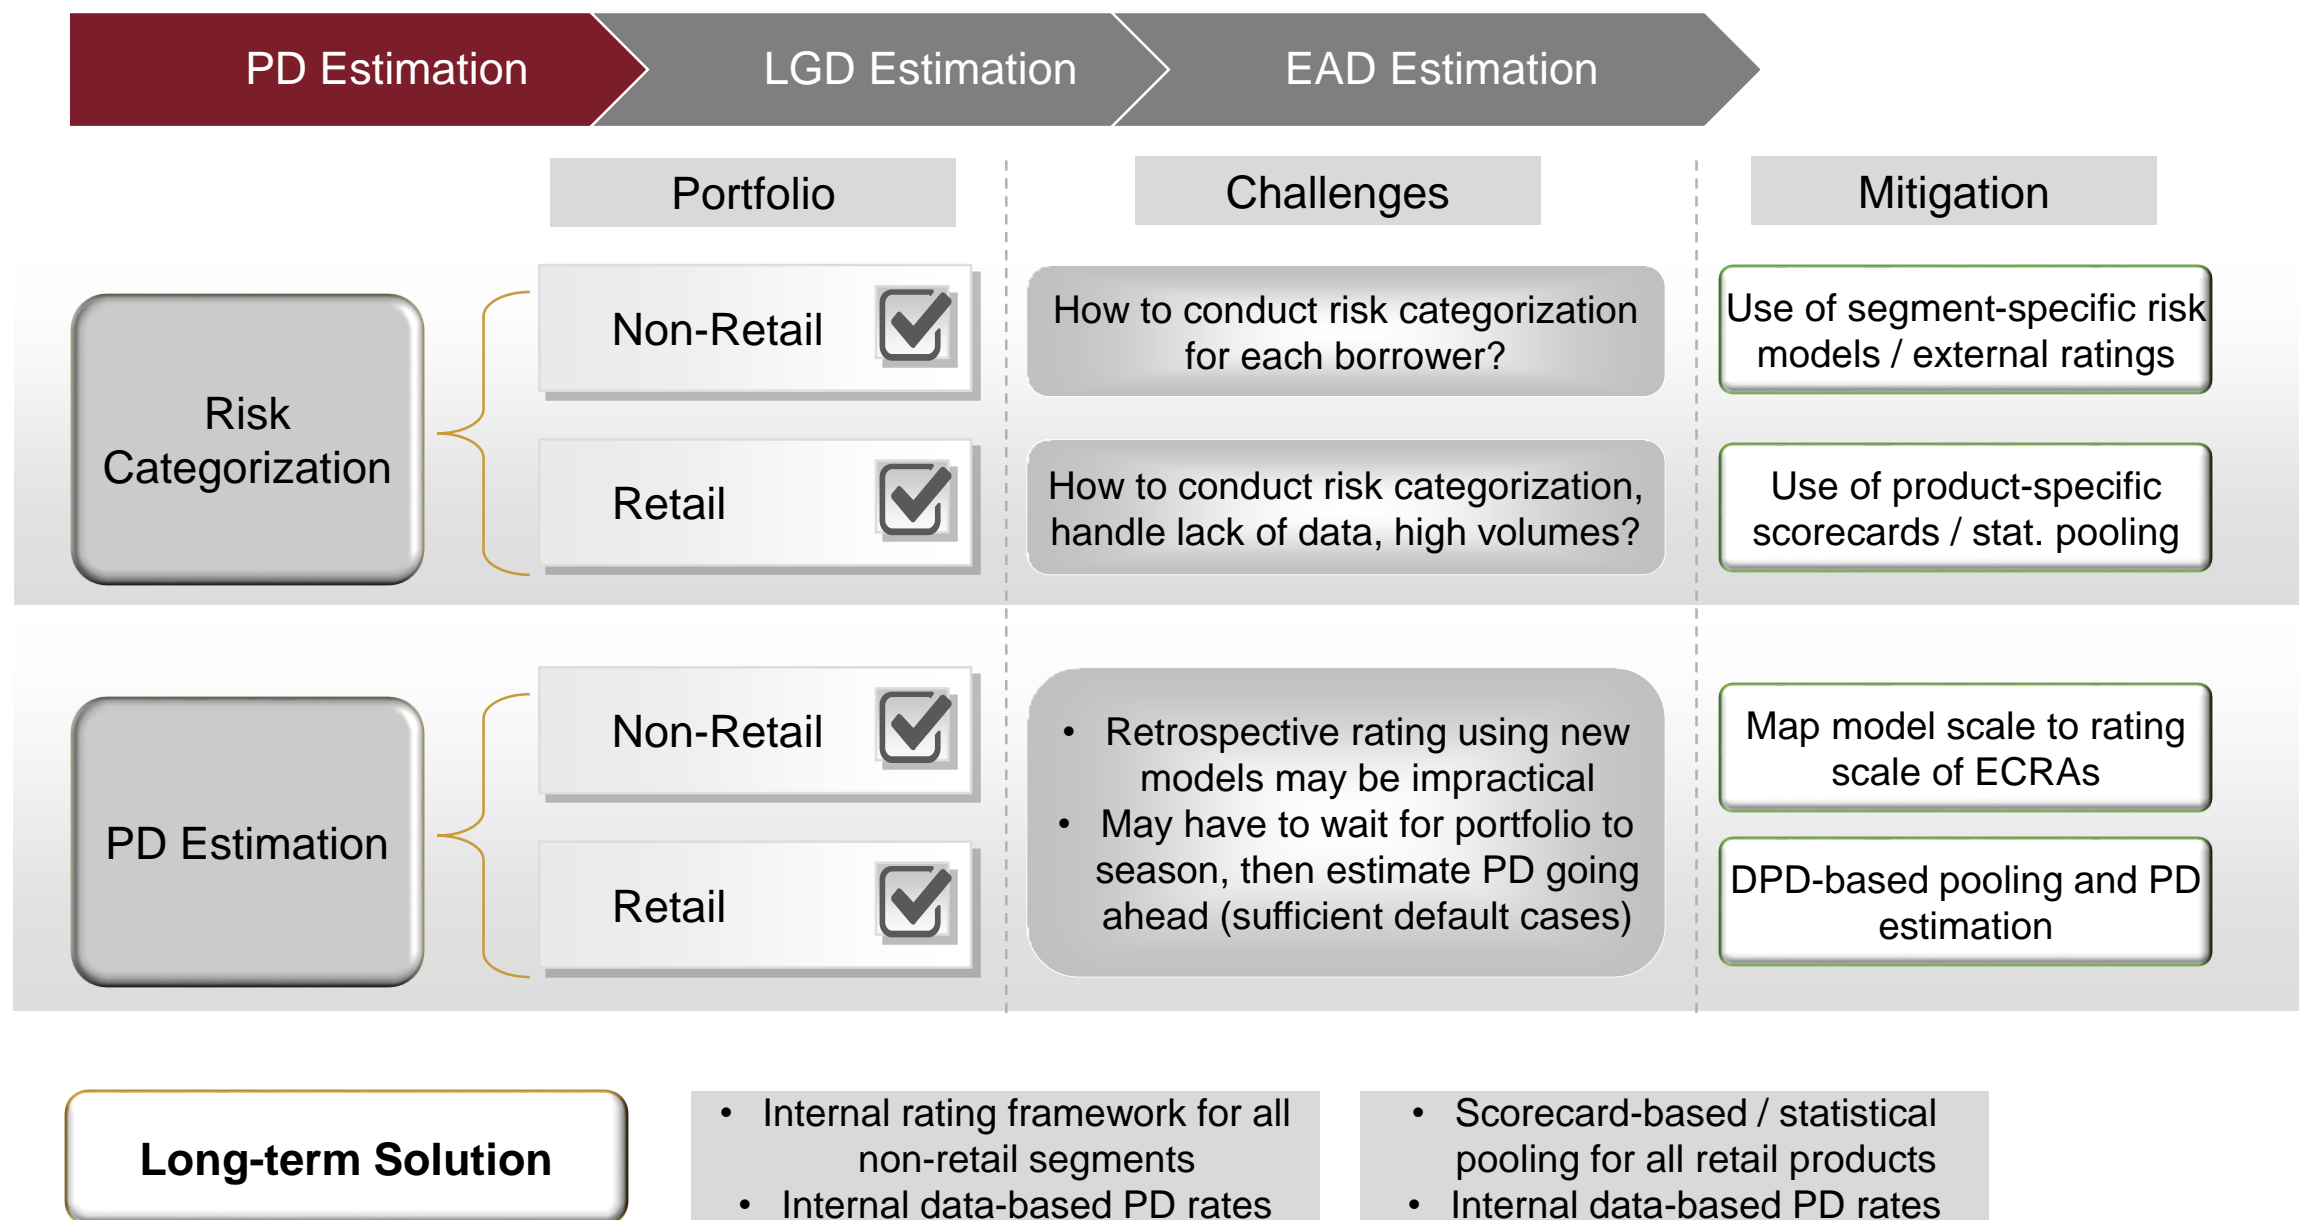 PD Estimation
LGD Estimation
EAD Estimation
Portfolio
Challenges
Mitigation
Risk
Categorization
Non-Retail
How to conduct risk categorization
for each borrower?
Use of segment-specific risk
models / external ratings
Retail
How to conduct risk categorization,
handle lack of data, high volumes?
Use of product-specific
scorecards / stat. pooling
PD Estimation
Non-Retail
Retail
• Retrospective rating using new
models may be impractical
• May have to wait for portfolio to
season, then estimate PD going
ahead (sufficient default cases)
Map model scale to rating
scale of ECRAs
DPD-based pooling and PD
estimation
Long-term Solution
• Internal rating framework for all
non-retail segments
• Internal data-based PD rates
• Scorecard-based / statistical
pooling for all retail products
• Internal data-based PD rates